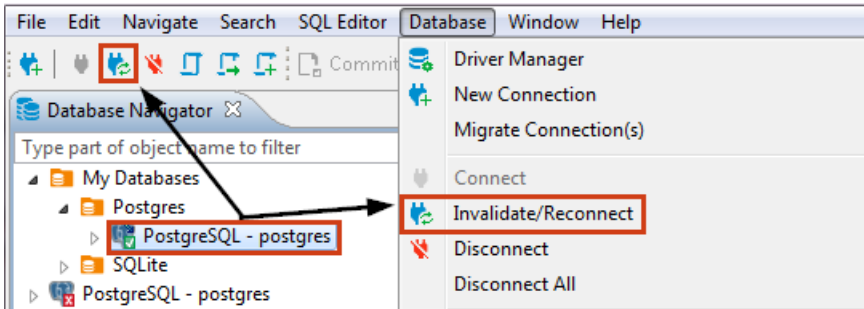 File Edit Navigate Search SQL Editor Database Window Help
Commit
Database Navigator
Type part of object name to filter
My Databases
Postgres
PostgreSQL - postgres
SQLite
PostgreSQL - postgres
Driver Manager
New Connection
Migrate Connection(s)
Connect
Invalidate/Reconnect
Disconnect
Disconnect All